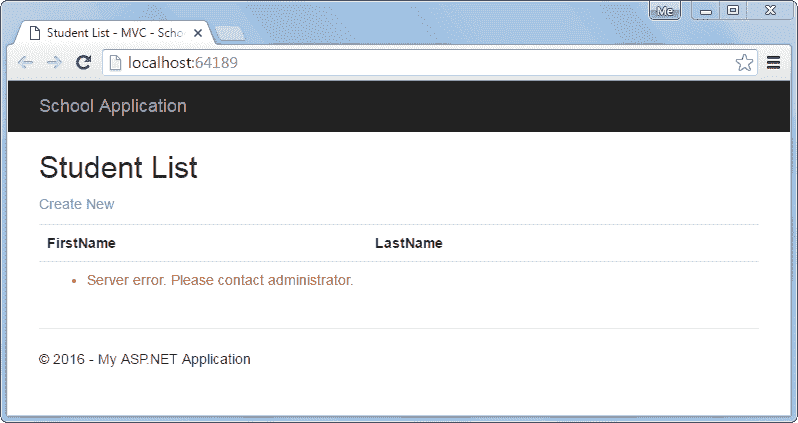 Me
Student List - MVC - Scho
localhost:64189
School Application
Student List
Create New
FirstName LastName
• Server error. Please contact administrator.
© 2016 - My ASP.NET Application